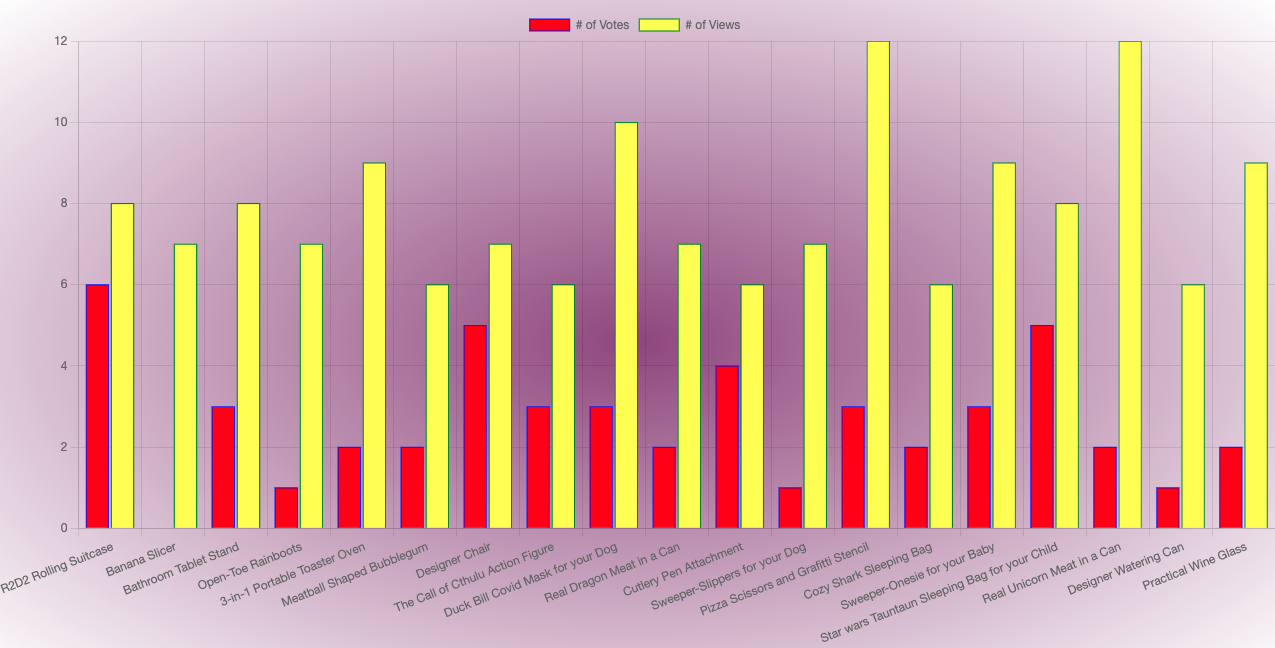 # of Votes # of Views
12
10
8
6
4
2
0
R2D2 Rolling Suitcase
Banana Slicer
Bathroom Tablet Stand
Open-Toe Rainboots
3-in-1 Portable Toaster Oven
Meatball Shaped Bubblegum
Designer Chair
The Call of Cthulu Action Figure
Duck Bill Covid Mask for your Dog
Real Dragon Meat in a Can
Cutlery Pen Attachment
Sweeper-Slippers for your Dog
Pizza Scissors and Grafitti Stencil
Cozy Shark Sleeping Bag
Sweeper-Onesie for your Baby
Star wars Tauntaun Sleeping Bag for your Child
Real Unicorn Meat in a Can
Designer Watering Can
Practical Wine Glass